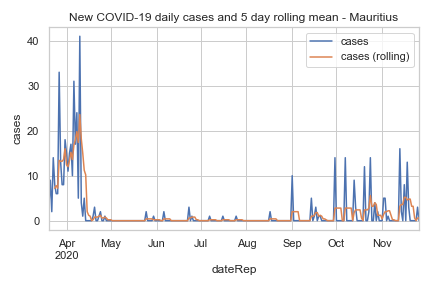 New COVID-19 daily cases and 5 day rolling mean - Mauritius
cases
cases (rolling)
cases
40
30
20
10
0
Apr
2020
May
Jun
Jul
Aug
Sep
Oct
Nov
dateRep